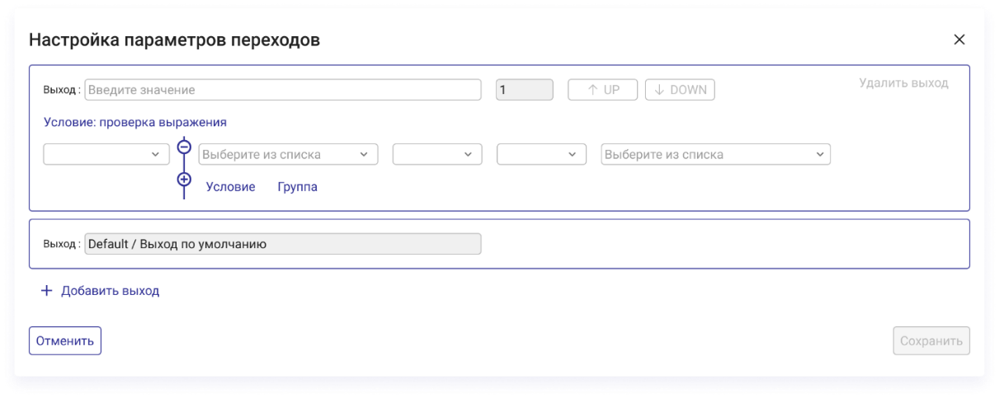 Настройка параметров переходов
Выход : Введите значение 1 ↑ UP ↓ DOWN Удалить выход
Условие: проверка выражения
Выберите из списка Выберите из списка
Условие Группа
Выход : Default / Выход по умолчанию
+ Добавить выход
Отменить Сохранить